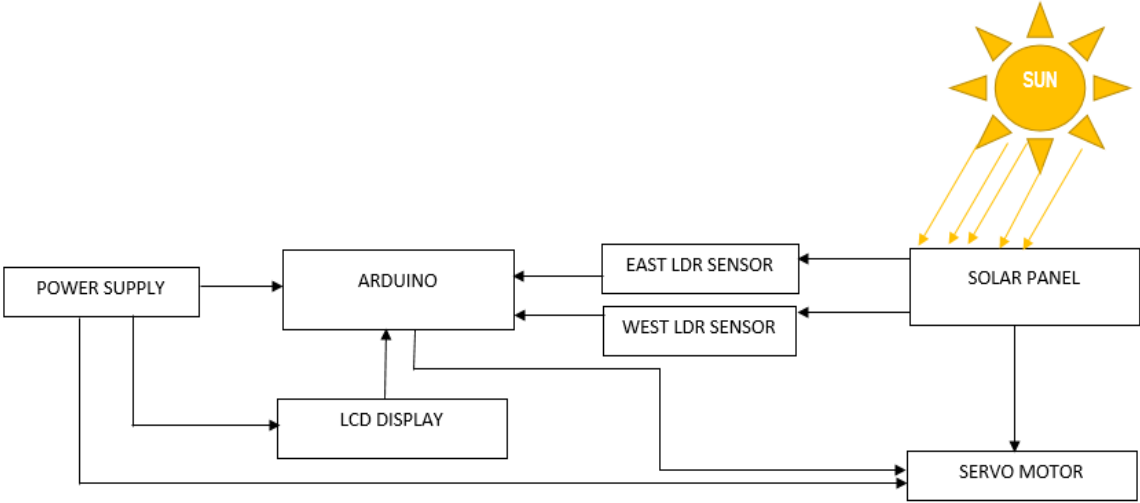 SUN
EAST LDR SENSOR
ARDUINO
SOLAR PANEL
POWER SUPPLY
WEST LDR SENSOR
LCD DISPLAY
SERVO MOTOR